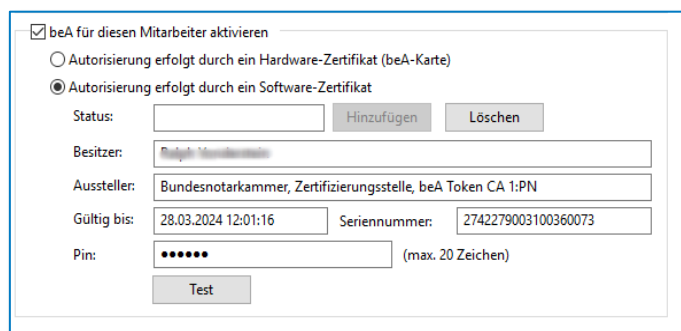 beA für diesen Mitarbeiter aktivieren
Autorisierung erfolgt durch ein Hardware-Zertifikat (beA-Karte)
Autorisierung erfolgt durch ein Software-Zertifikat
Status: Hinzufügen Löschen
Besitzer:
Aussteller: Bundesnotarkammer, Zertifizierungsstelle, beA Token CA 1:PN
Gültig bis: 28.03.2024 12:01:16 Seriennummer: 2742279003100360073
Pin: •••••• (max. 20 Zeichen)
Test